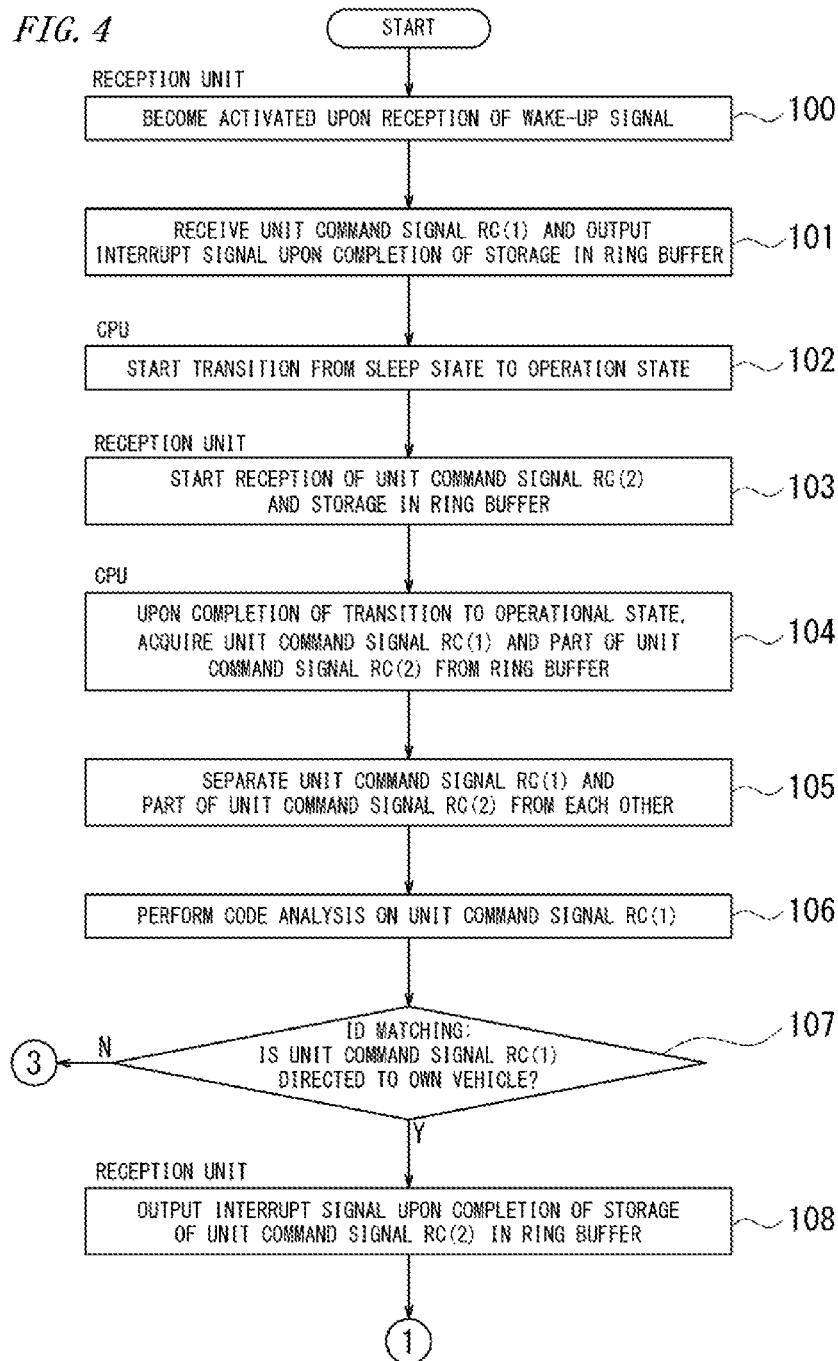 FIG. 4
START
RECEPTION UNIT
BECOME ACTIVATED UPON RECEPTION OF WAKE-UP SIGNAL
100
RECEIVE UNIT COMMAND SIGNAL RC(1) AND OUTPUT
INTERRUPT SIGNAL UPON COMPLETION OF STORAGE IN RING BUFFER
101
CPU
START TRANSITION FROM SLEEP STATE TO OPERATION STATE
102
RECEPTION UNIT
START RECEPTION OF UNIT COMMAND SIGNAL RC(2)
AND STORAGE IN RING BUFFER
103
CPU
UPON COMPLETION OF TRANSITION TO OPERATIONAL STATE,
ACQUIRE UNIT COMMAND SIGNAL RC(1) AND PART OF UNIT
COMMAND SIGNAL RC(2) FROM RING BUFFER
104
SEPARATE UNIT COMMAND SIGNAL RC(1) AND
PART OF UNIT COMMAND SIGNAL RC(2) FROM EACH OTHER
105
PERFORM CODE ANALYSIS ON UNIT COMMAND SIGNAL RC(1)
106
ID MATCHING:
IS UNIT COMMAND SIGNAL RC(1)
DIRECTED TO OWN VEHICLE?
107
N
3
Y
RECEPTION UNIT
OUTPUT INTERRUPT SIGNAL UPON COMPLETION OF STORAGE
OF UNIT COMMAND SIGNAL RC(2) IN RING BUFFER
108
1